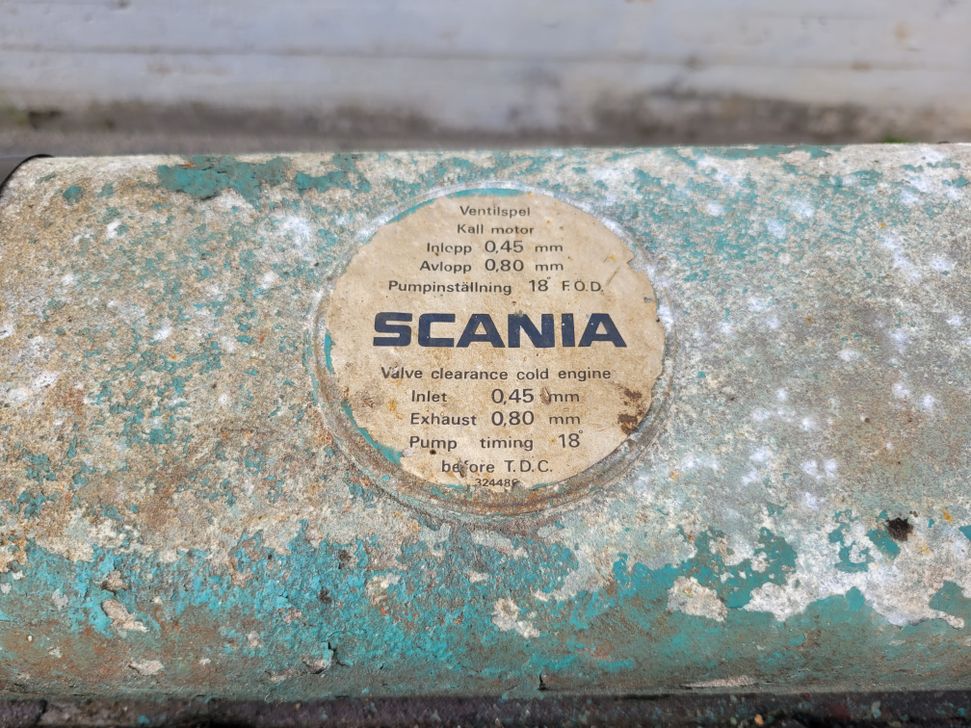 Ventilspel
Kall motor
Inlopp 0,45 mm
Avlopp 0,80 mm
Pumpinställning 18° F.Ö.D.
SCANIA
Valve clearance cold engine
Inlet 0,45 mm
Exhaust 0,80 mm
Pump timing 18°
before T.D.C.